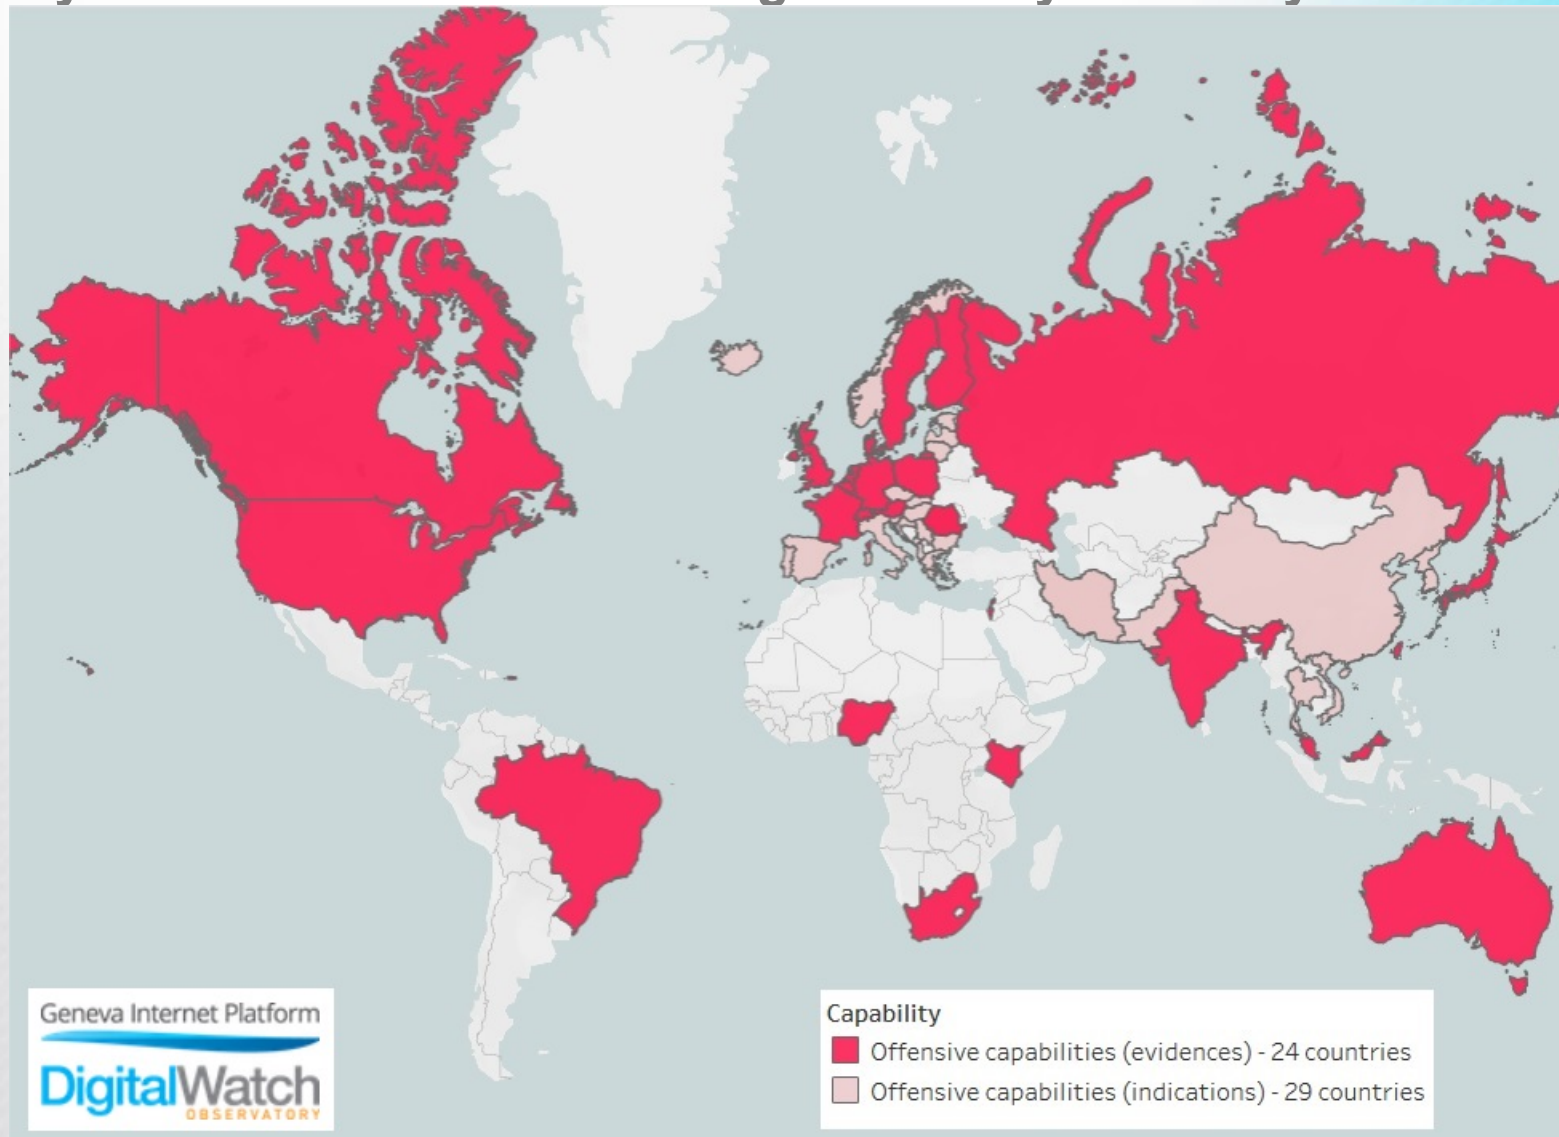 Geneva Internet Platform
DigitalWatch
OBSERVATORY
Capability
Offensive capabilities (evidences) - 24 countries
Offensive capabilities (indications) - 29 countries